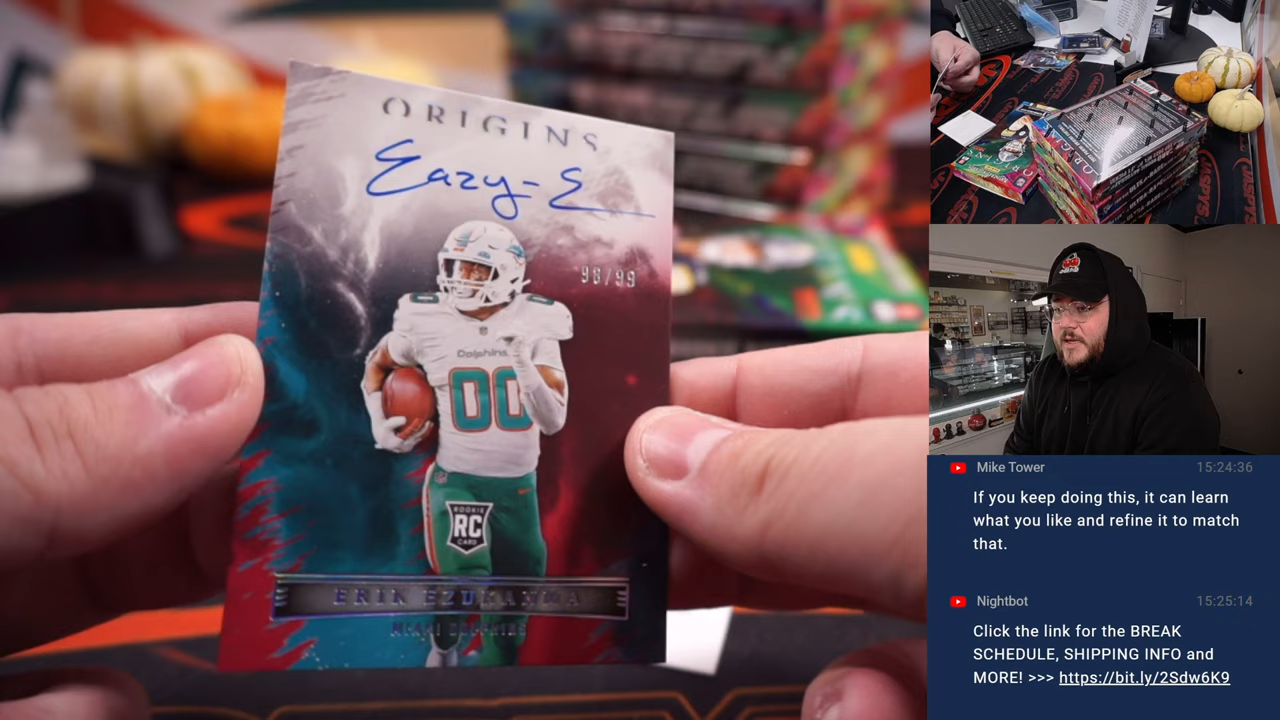 ORIGINS
Eazy-E
98/99
Dolphins
00
ROOKIE
RC
CARD
ERIK EZUKANMA
MIAMI DOLPHINS
Mike Tower
15:24:36
If you keep doing this, it can learn
what you like and refine it to match
that.
Nightbot
15:25:14
Click the link for the BREAK
SCHEDULE, SHIPPING INFO and
MORE! >>> https://bit.ly/2Sdw6K9